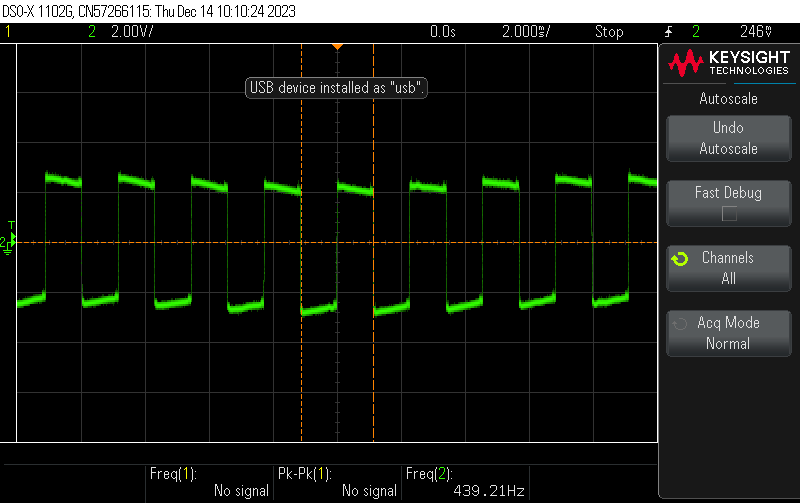 DSO-X 1102G, CN57266115: Thu Dec 14 10:10:24 2023
1 2 2.00V/ 0.0s 2.000ms/ Stop 2 246mV
KEYSIGHT
TECHNOLOGIES
USB device installed as "usb".
Autoscale
Undo
Autoscale
Fast Debug
Channels
All
Acq Mode
Normal
T
2
Freq(1):
No signal
Pk-Pk(1):
No signal
Freq(2):
439.21Hz